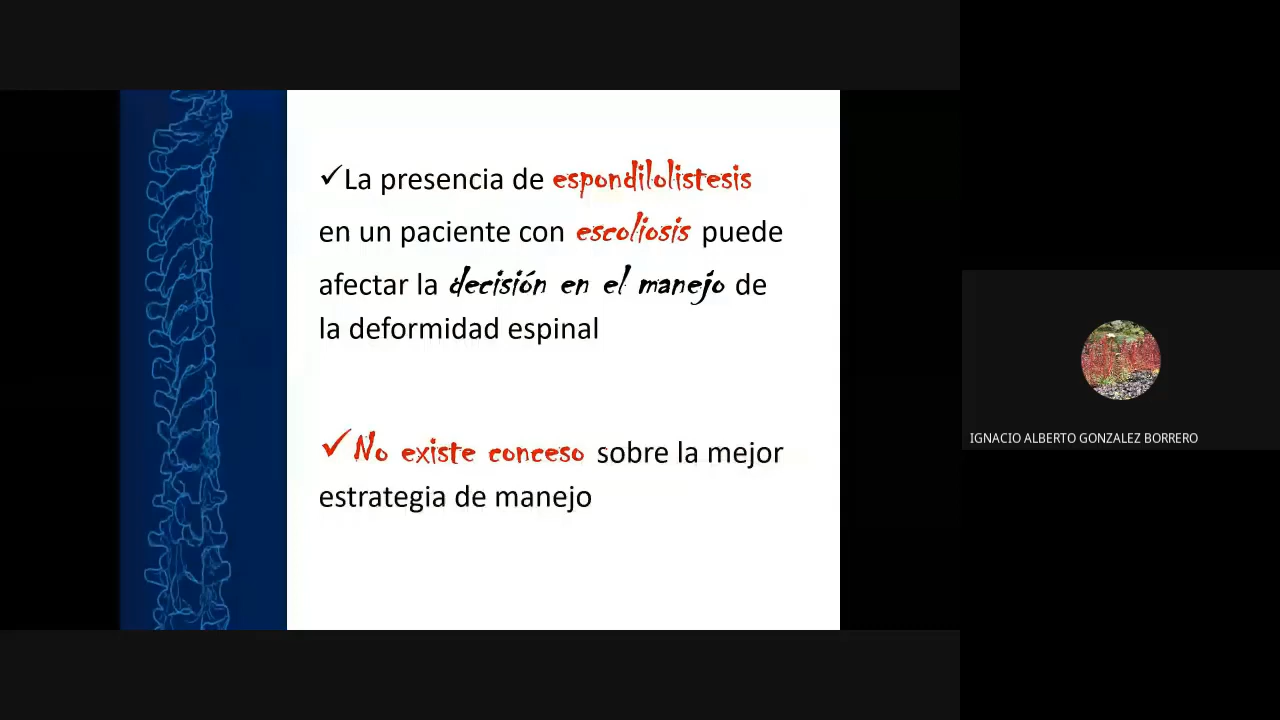 ✓La presencia de espondilolistesis
en un paciente con escoliosis puede
afectar la decisión en el manejo de
la deformidad espinal
✓No existe conceso sobre la mejor
estrategia de manejo
IGNACIO ALBERTO GONZALEZ BORRERO